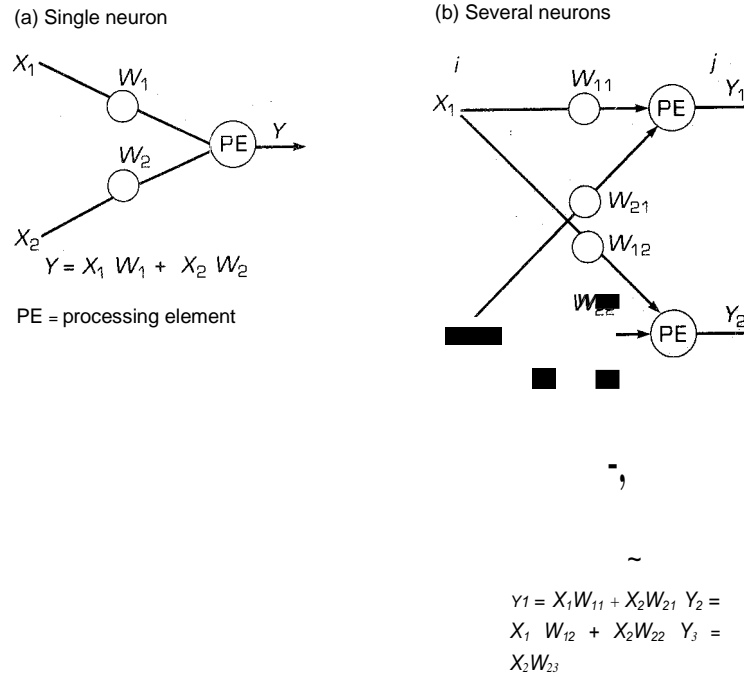 (a) Single neuron
X₁
W₁
W₂
PE
Y
X₂
Y = X₁ W₁ + X₂ W₂
PE = processing element
(b) Several neurons
i
j
X₁
W₁₁
PE
Y₁
W₂₁
W₁₂
W₂₂
PE
Y₂
-,
~
Y1 = X₁W₁₁ + X₂W₂₁ Y₂ =
X₁ W₁₂ + X₂W₂₂ Y₃ =
X₂W₂₃